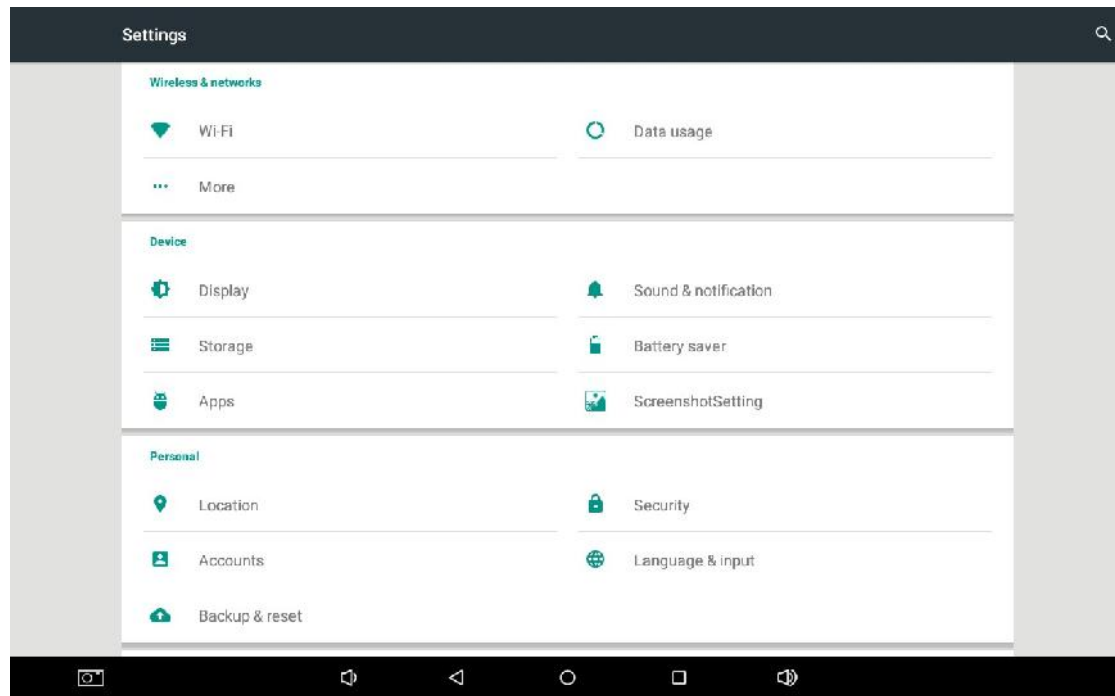 Settings
Wireless & networks
Wi-Fi
Data usage
More
Device
Display
Sound & notification
Storage
Battery saver
Apps
ScreenshotSetting
Personal
Location
Security
Accounts
Language & input
Backup & reset